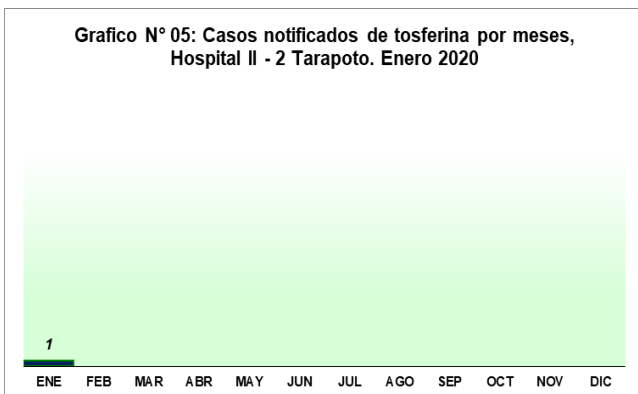 Grafico N° 05: Casos notificados de tosferina por meses,
Hospital II - 2 Tarapoto. Enero 2020
1
ENE FEB MAR ABR MAY JUN JUL AGO SEP OCT NOV DIC